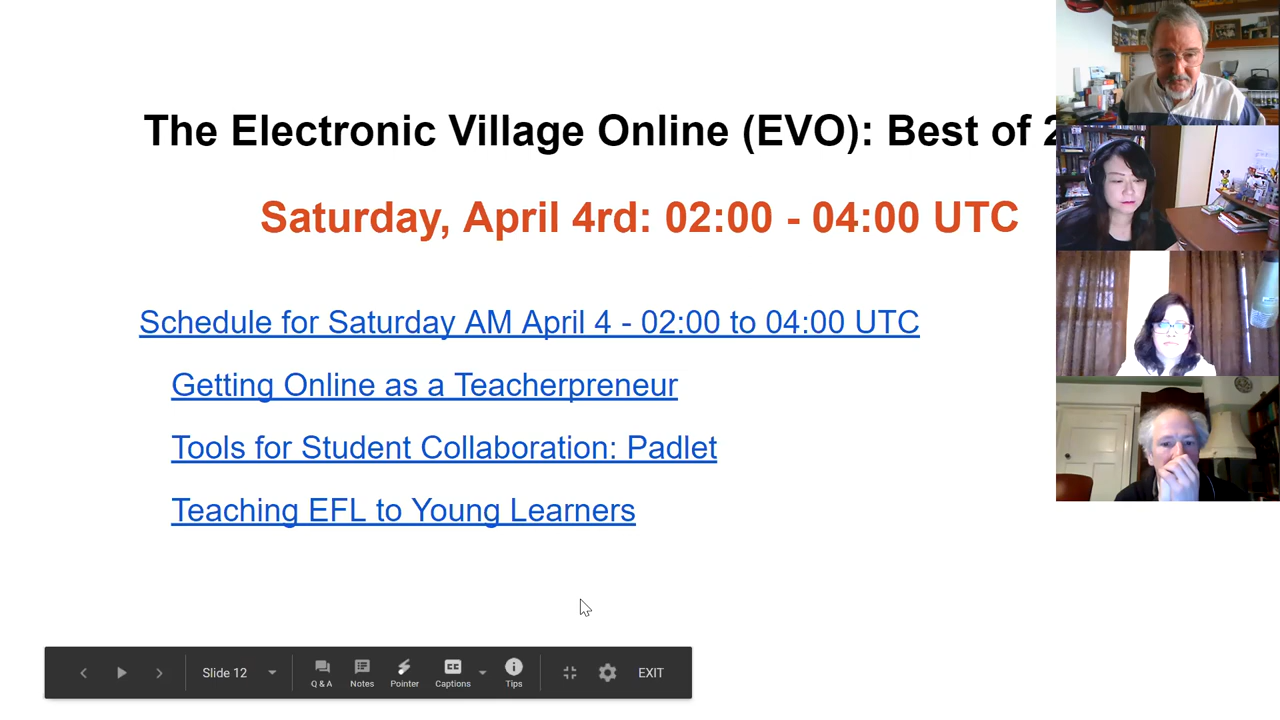 The Electronic Village Online (EVO): Best of
Saturday, April 4rd: 02:00 - 04:00 UTC
Schedule for Saturday AM April 4 - 02:00 to 04:00 UTC
Getting Online as a Teacherpreneur
Tools for Student Collaboration: Padlet
Teaching EFL to Young Learners
Slide 12
Q & A
Notes
Pointer
Captions
Tips
EXIT